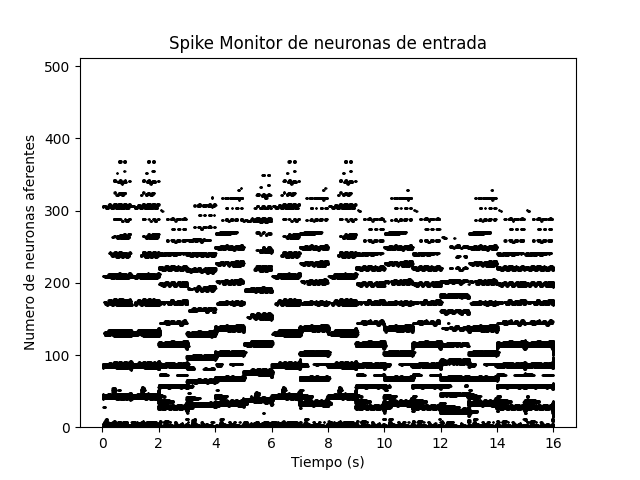 Spike Monitor de neuronas de entrada
500
400
300
200
100
0
Numero de neuronas aferentes
0 2 4 6 8 10 12 14 16
Tiempo (s)